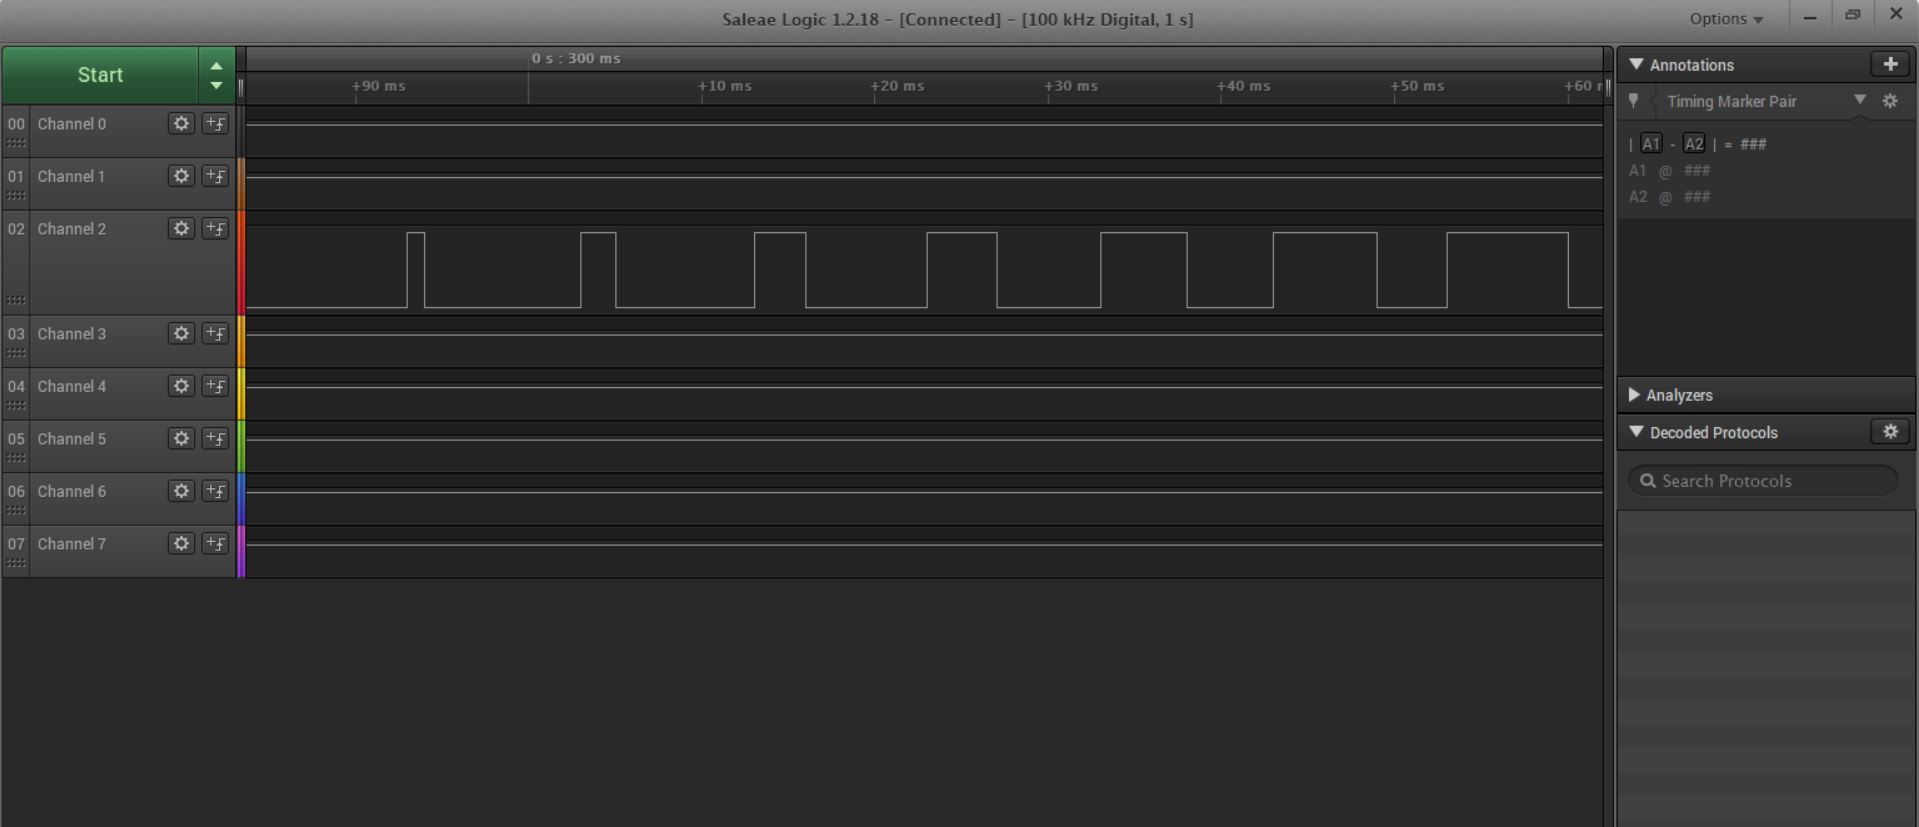 Saleae Logic 1.2.18 - [Connected] - [100 kHz Digital, 1 s]
Options
Start
0 s : 300 ms
+90 ms
+10 ms
+20 ms
+30 ms
+40 ms
+50 ms
+60 m
00 Channel 0
01 Channel 1
02 Channel 2
03 Channel 3
04 Channel 4
05 Channel 5
06 Channel 6
07 Channel 7
Annotations
Timing Marker Pair
| A1 - A2 | = ###
A1 @ ###
A2 @ ###
Analyzers
Decoded Protocols
Search Protocols